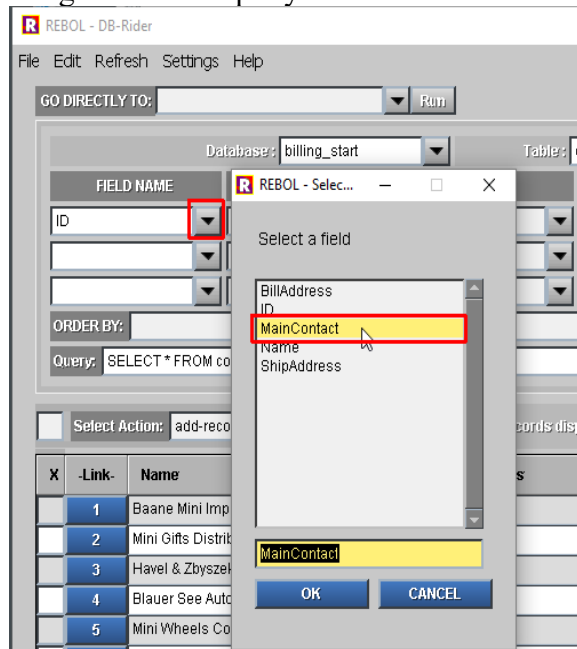 REBOL - DB-Rider
File Edit Refresh Settings Help
GO DIRECTLY TO: Run
Database: billing_start Table:
FIELD NAME
ID
ORDER BY:
Query: SELECT * FROM co
REBOL - Selec...
Select a field
BillAddress
ID
MainContact
Name
ShipAddress
MainContact
OK CANCEL
Select Action: add-reco
X -Link- Name s
1 Baane Mini Imp
2 Mini Gifts Distrib
3 Havel & Zbyszek
4 Blauer See Auto
5 Mini Wheels Co